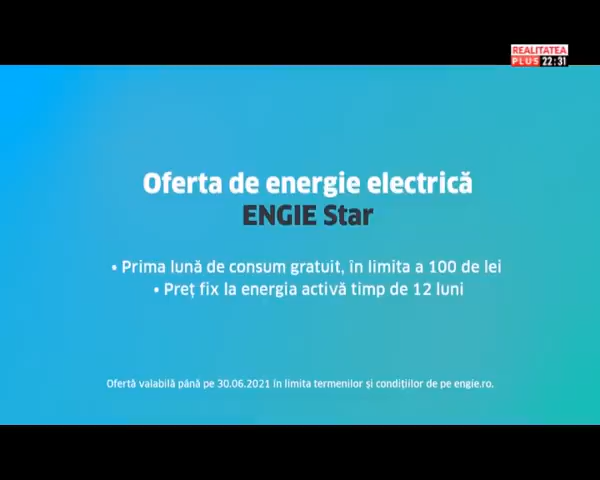 REALITATEA
PLUS 22:31
Oferta de energie electrică
ENGIE Star
• Prima lună de consum gratuit, în limita a 100 de lei
• Preț fix la energia activă timp de 12 luni
Ofertă valabilă până pe 30.06.2021 în limita termenilor și condițiilor de pe engie.ro.